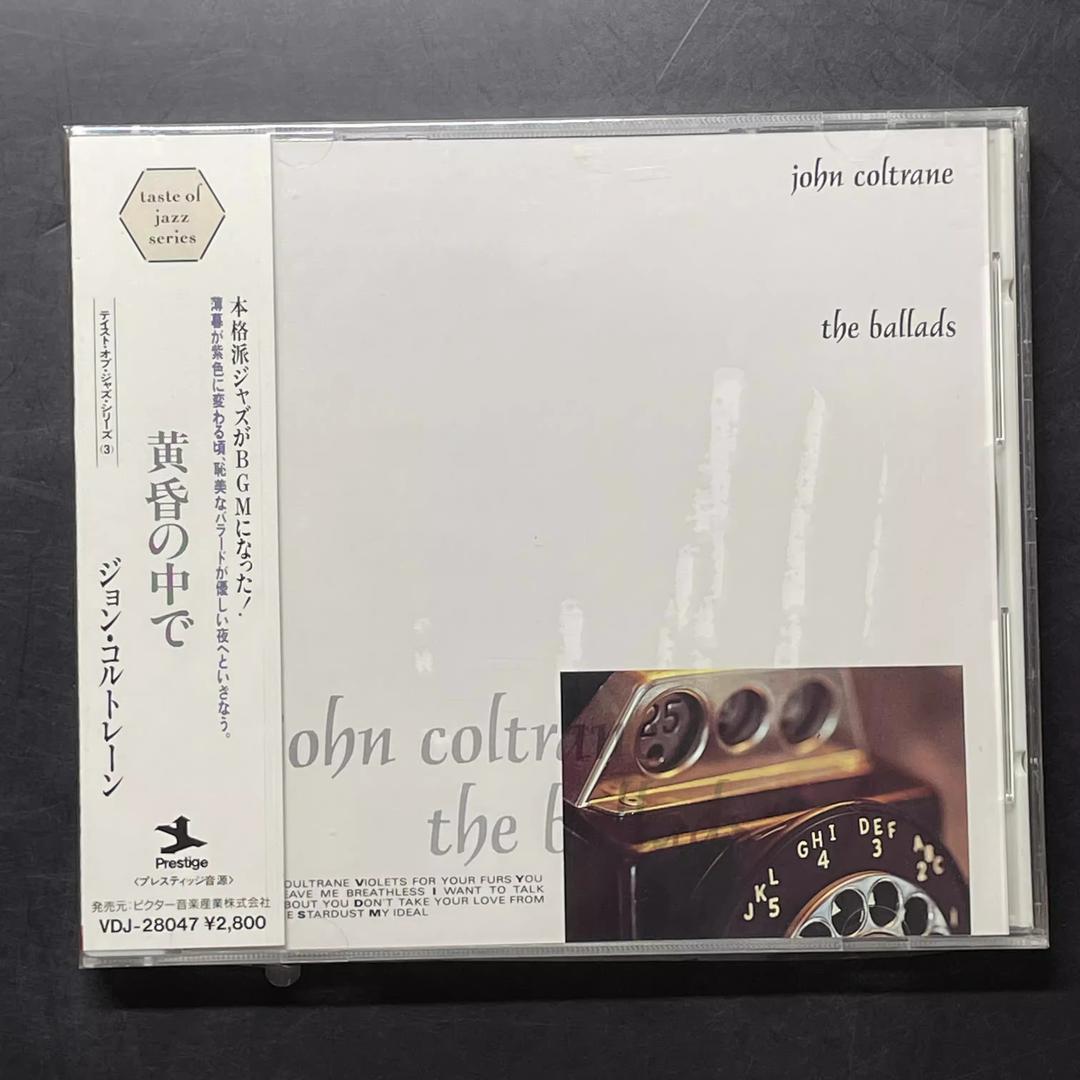 taste of
jazz
series
本格派ジャズがBGMになった!
薄暮が紫色に変わる頃、耽美なバラードが優しい夜へといざなう。
黄昏の中で
テイスト・オブ・ジャズ・シリーズ(3)
ジョン・コルトレーン
Prestige
〈プレスティッジ音源〉
発売元:ビクター音楽産業株式会社
VDJ-28047 ¥2,800
john coltrane
the ballads
ohn coltrane
the ballads
OULTRANE VIOLETS FOR YOUR FURS YOU
EAVE ME BREATHLESS I WANT TO TALK
BOUT YOU DON'T TAKE YOUR LOVE FROM
E STARDUST MY IDEAL
25
JKL
5
GHI
4
DEF
3
ABC
2